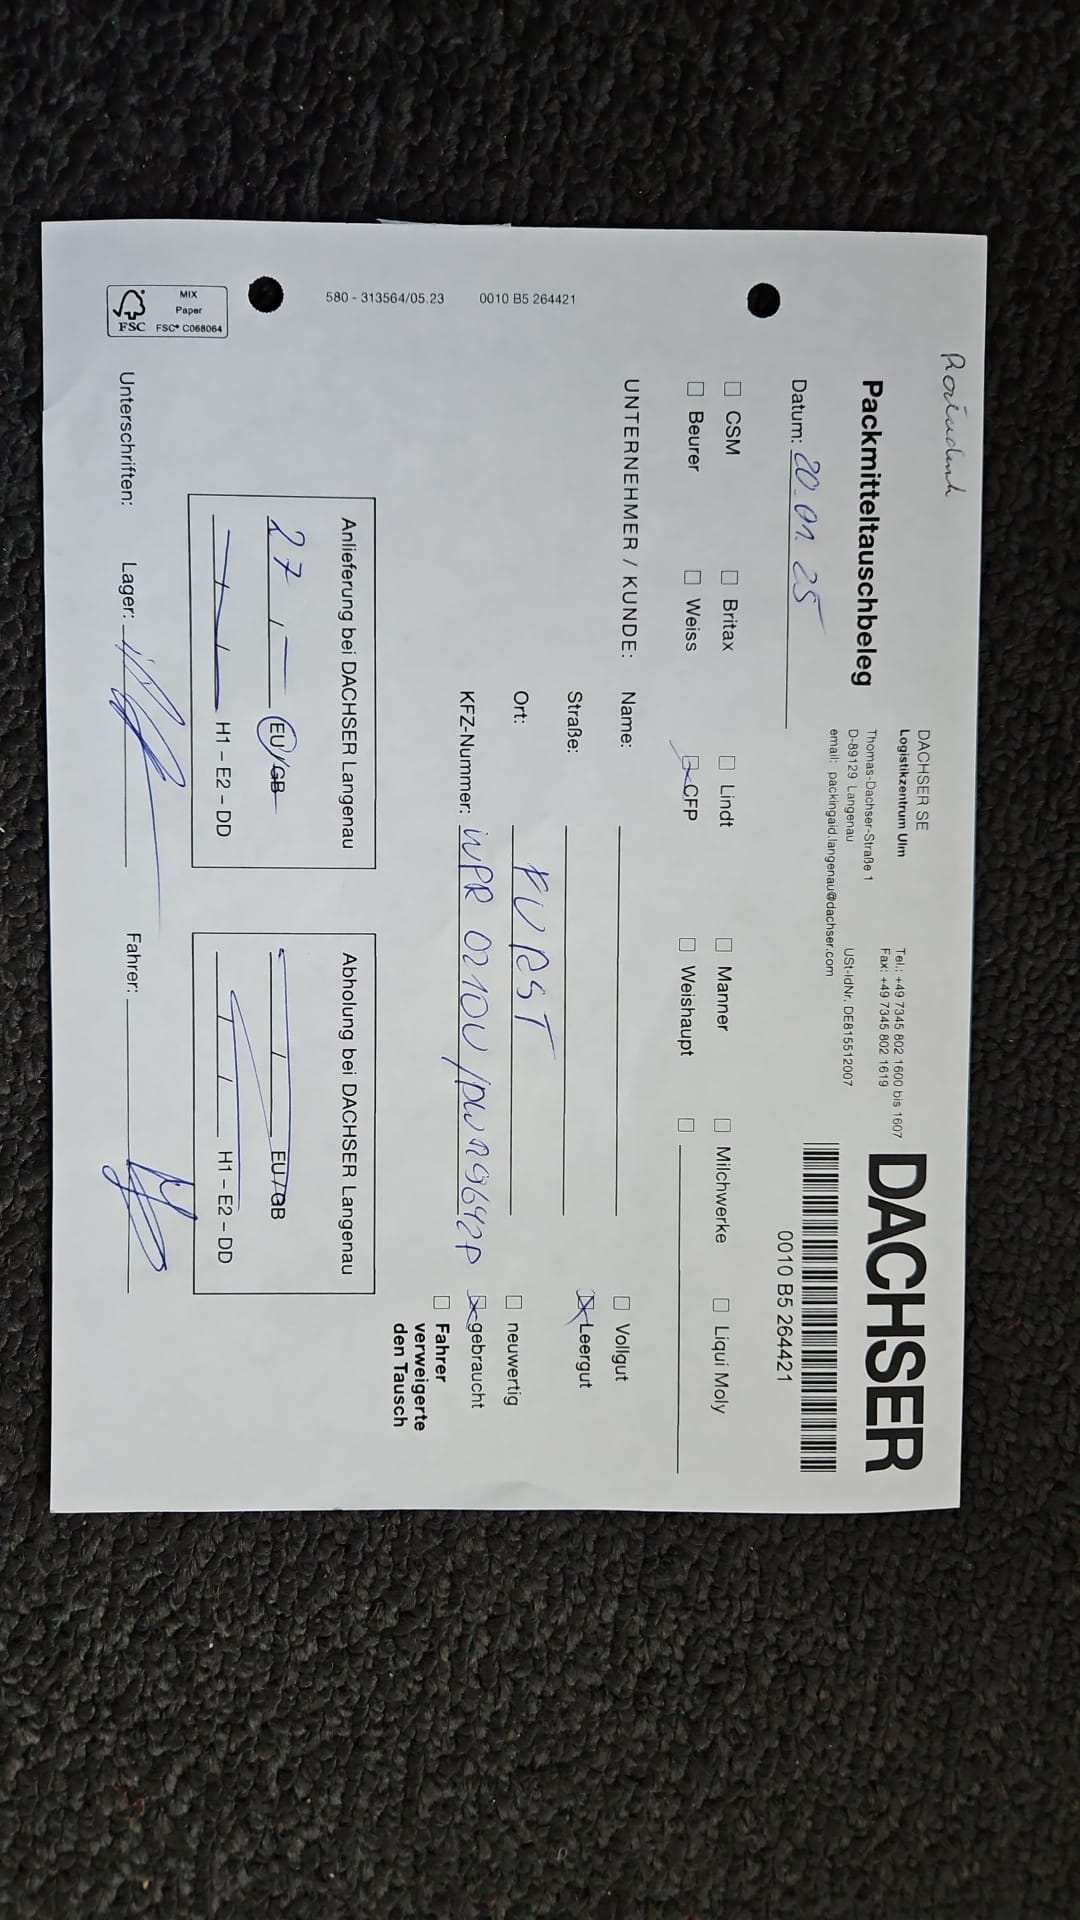 DACHSER SE
Logistikzentrum Ulm
Thomas-Dachser-Straße 1
D-89129 Langenau
email: packingaid.langenau@dachser.com
Tel.: +49 7345 802 1600 bis 1607
Fax: +49 7345 802 1619
USt-IdNr. DE815512007
DACHSER
0010 B5 264421
Packmitteltauschbeleg
Datum: 20.01.25
☐ CSM ☐ Britax ☐ Lindt ☐ Manner ☐ Milchwerke ☐ Liqui Moly
☐ Beurer ☐ Weiss ☒ CFP ☐ Weishaupt ☐
UNTERNEHMER / KUNDE: Name:
☐ Vollgut
Straße:
☒ Leergut
Ort:
☐ neuwertig
KFZ-Nummer: WPR 0210U / DW19642P
☒ gebraucht
☐ Fahrer
verweigerte
den Tausch
Anlieferung bei DACHSER Langenau
27 / — EU/GB
/ / H1 – E2 – DD
Abholung bei DACHSER Langenau
/ EU/GB
/ / H1 – E2 – DD
Unterschriften: Lager: Fahrer:
580 - 313564/05.23 0010 B5 264421
MIX
Paper
FSC
FSC® C068064